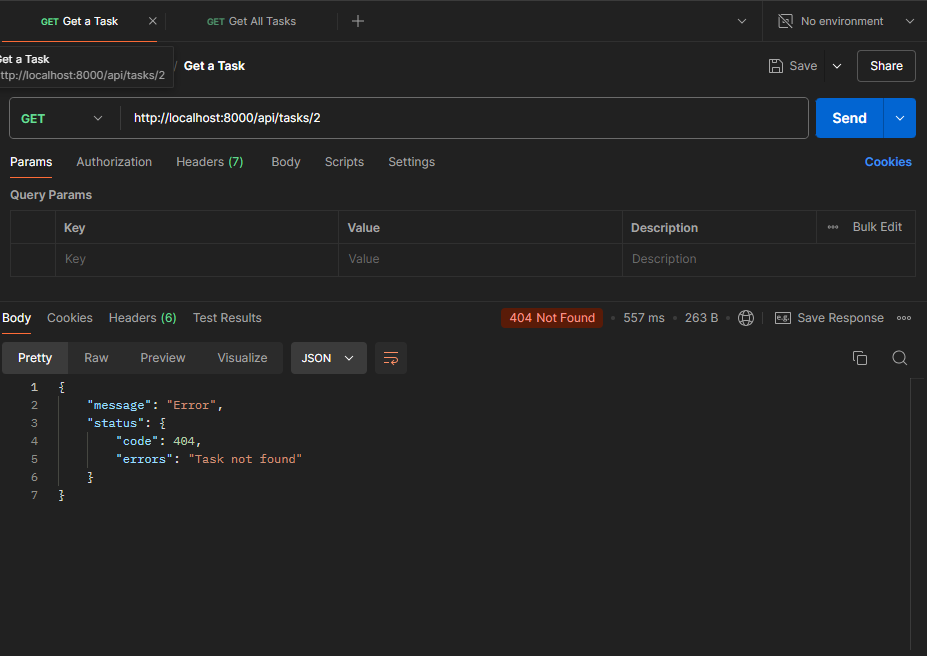 GET Get a Task
GET Get All Tasks
No environment
Get a Task
ttp://localhost:8000/api/tasks/2
/ Get a Task
Save
Share
GET
http://localhost:8000/api/tasks/2
Send
Params Authorization Headers (7) Body Scripts Settings Cookies
Query Params
Key Value Description Bulk Edit
Key Value Description
Body Cookies Headers (6) Test Results 404 Not Found 557 ms 263 B e.g. Save Response
Pretty Raw Preview Visualize JSON
1 {
2 "message": "Error",
3 "status": {
4 "code": 404,
5 "errors": "Task not found"
6 }
7 }